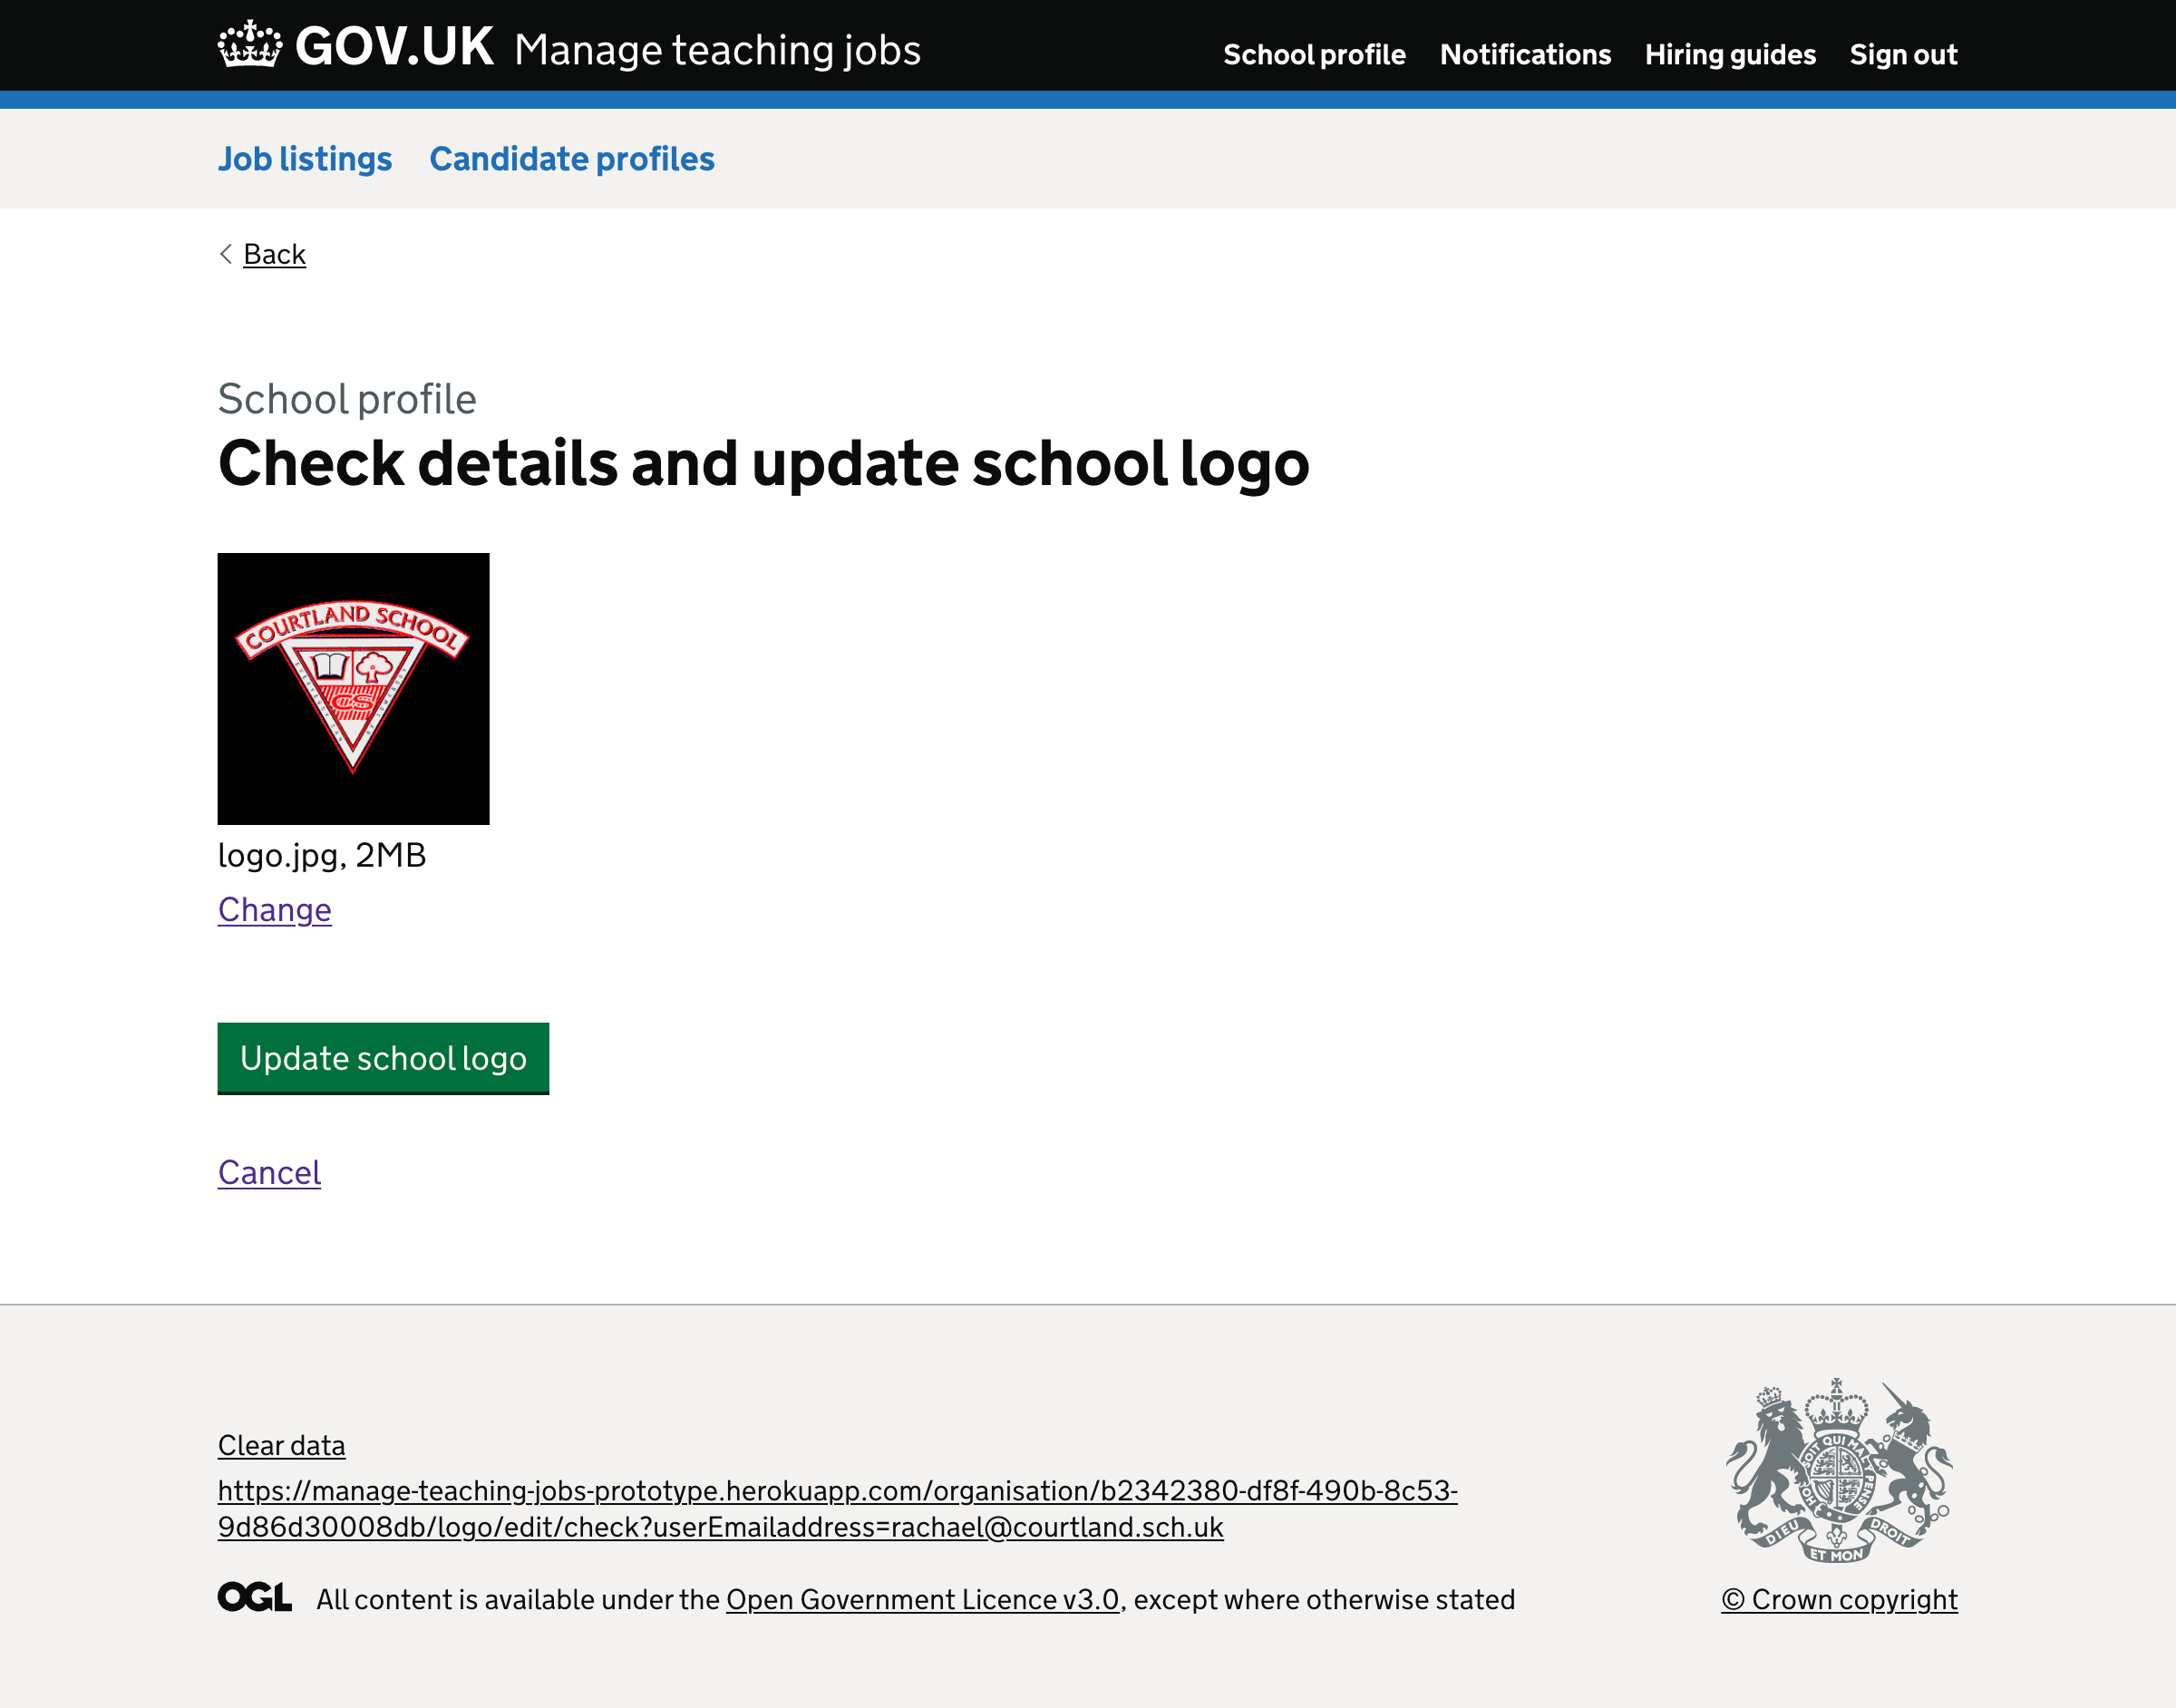 GOV.UK Manage teaching jobs
School profile Notifications Hiring guides Sign out
Job listings Candidate profiles
Back
School profile
Check details and update school logo
COURTLAND SCHOOL
CS
logo.jpg, 2MB
Change
Update school logo
Cancel
Clear data
https://manage-teaching-jobs-prototype.herokuapp.com/organisation/b2342380-df8f-490b-8c53-
9d86d30008db/logo/edit/check?userEmailaddress=rachael@courtland.sch.uk
OGL All content is available under the Open Government Licence v3.0, except where otherwise stated
SOIT QUI MAL Y PENSE
DIEU ET MON DROIT
© Crown copyright